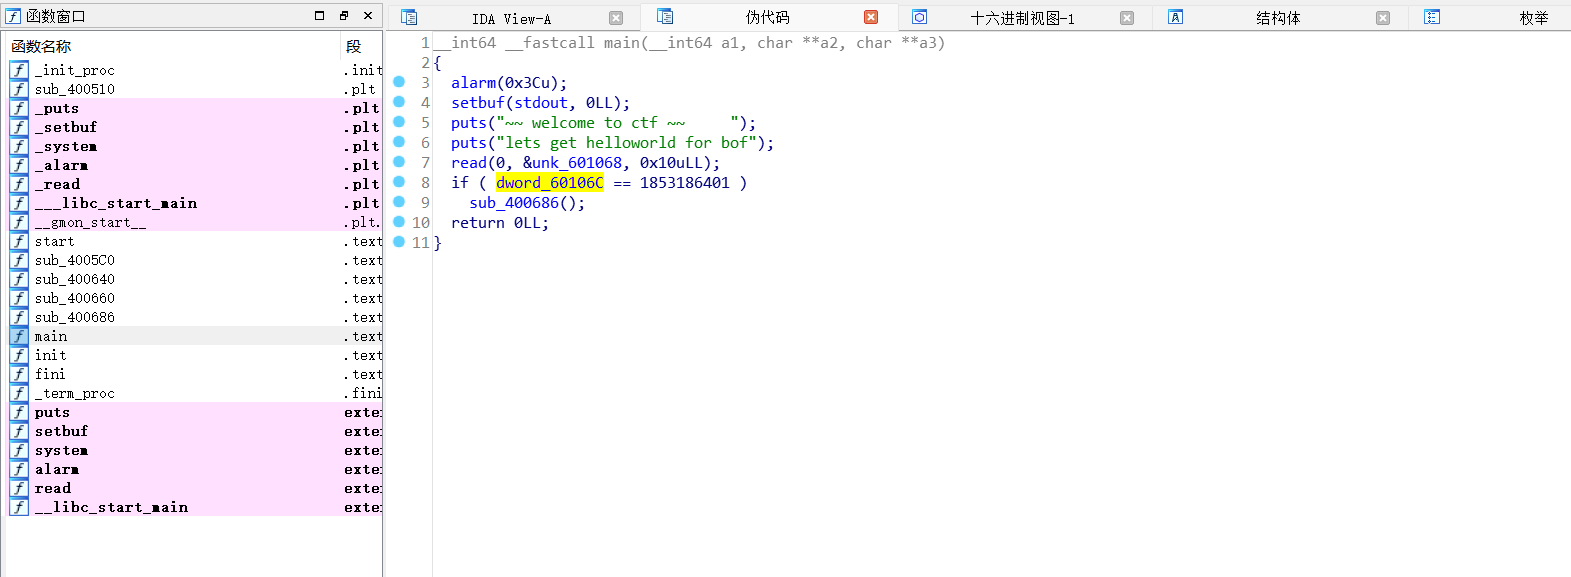 函数窗口
函数名称 段
_init_proc .init
sub_400510 .plt
_puts .plt
_setbuf .plt
_system .plt
_alarm .plt
_read .plt
___libc_start_main .plt
__gmon_start__ .plt.
start .text
sub_4005C0 .text
sub_400640 .text
sub_400660 .text
sub_400686 .text
main .text
init .text
fini .text
_term_proc .fini
puts exte
setbuf exte
system exte
alarm exte
read exte
__libc_start_main exte
IDA View-A 伪代码 十六进制视图-1 结构体 枚举
1 __int64 __fastcall main(__int64 a1, char **a2, char **a3)
2 {
3 alarm(0x3Cu);
4 setbuf(stdout, 0LL);
5 puts("~~ welcome to ctf ~~     ");
6 puts("lets get helloworld for bof");
7 read(0, &unk_601068, 0x10uLL);
8 if ( dword_60106C == 1853186401 )
9 sub_400686();
10 return 0LL;
11 }